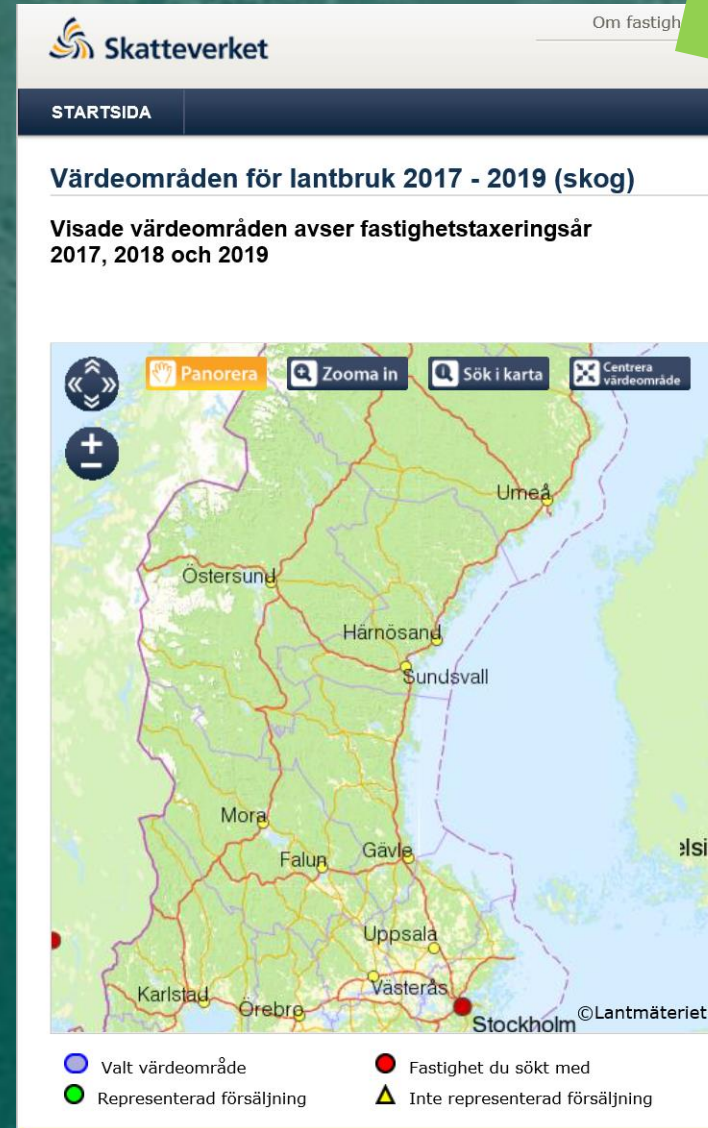 Om fastigh
Skatteverket
STARTSIDA
Värdeområden för lantbruk 2017 - 2019 (skog)
Visade värdeområden avser fastighetstaxeringsår
2017, 2018 och 2019
Panorera
Zooma in
Sök i karta
Centrera
värdeområde
Umeå
Östersund
Härnösand
Sundsvall
Mora
Falun
Gävle
elsi
Uppsala
Västerås
Karlstad
Örebro
Stockholm
©Lantmäteriet
Valt värdeområde
Fastighet du sökt med
Representerad försäljning
Inte representerad försäljning